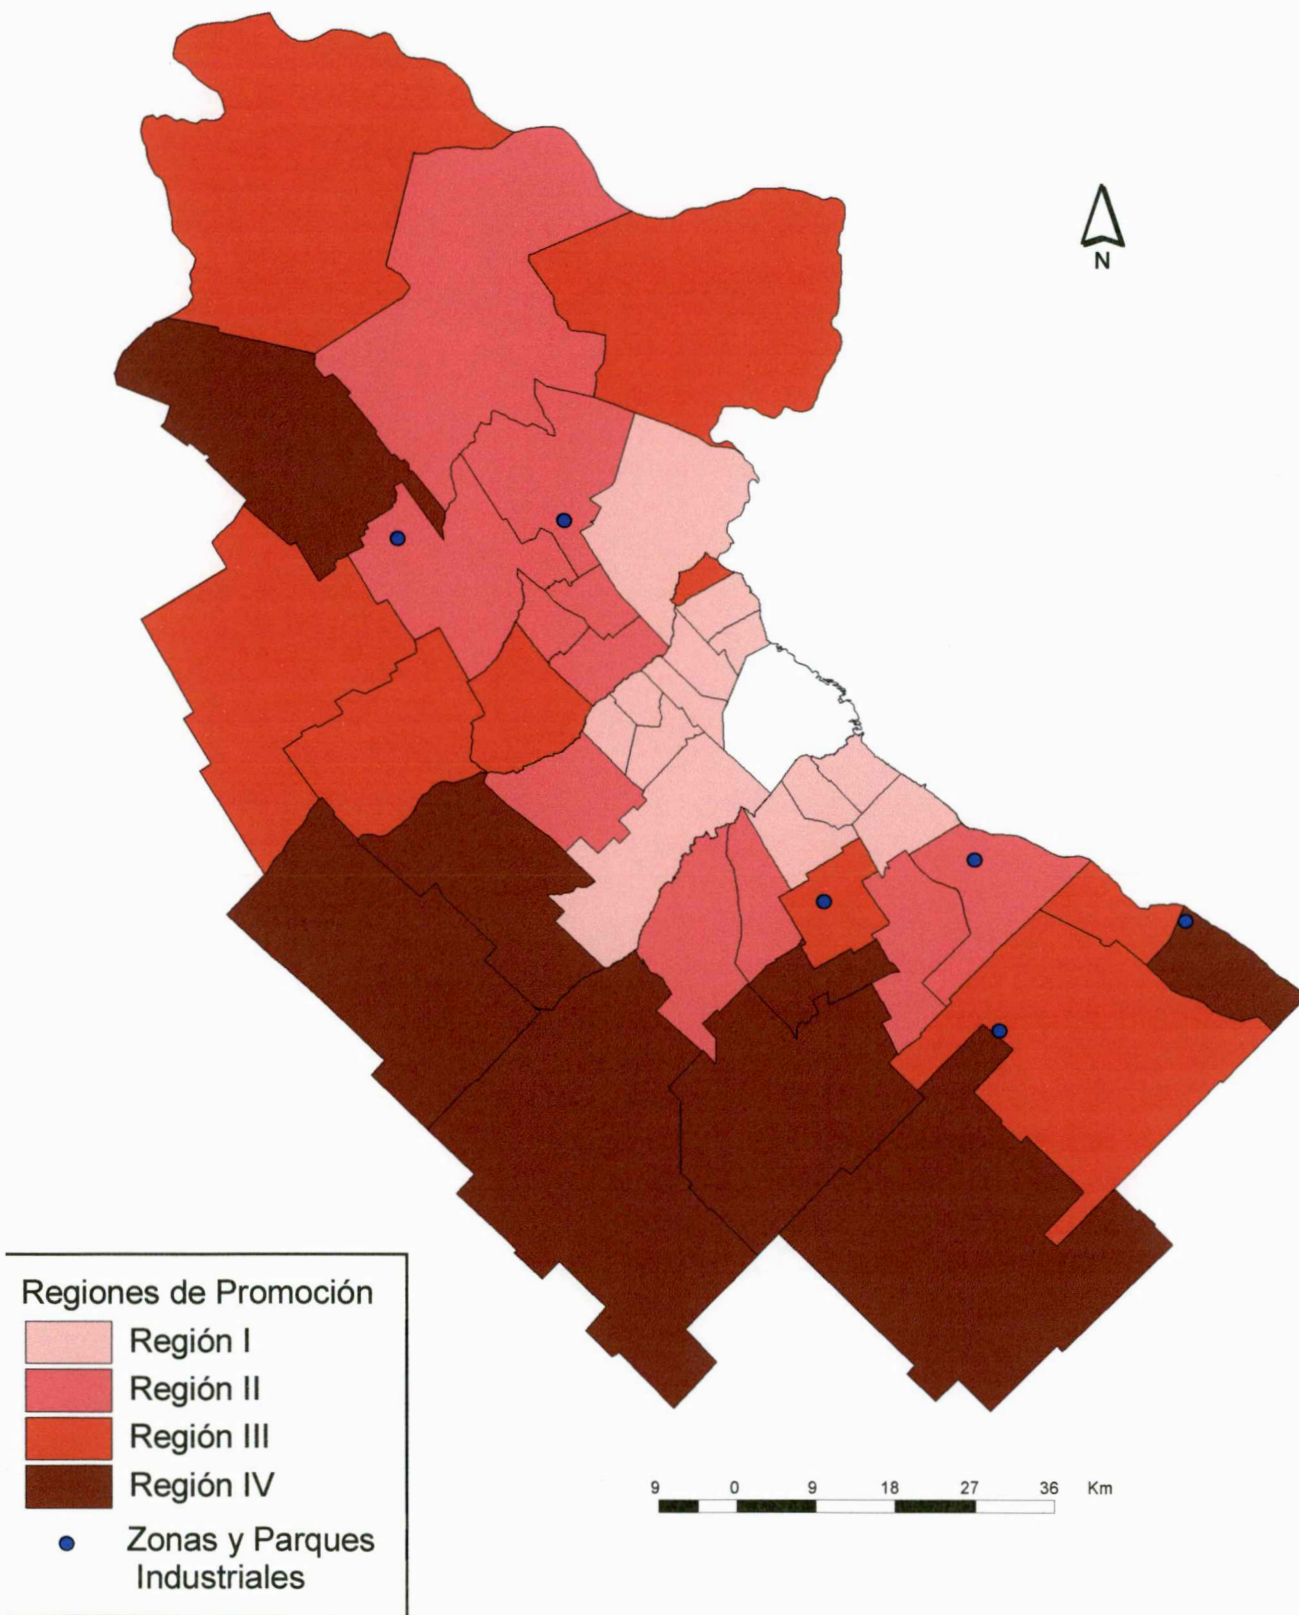 N
Regiones de Promoción
Región I
Región II
Región III
Región IV
Zonas y Parques
Industriales
9 0 9 18 27 36 Km